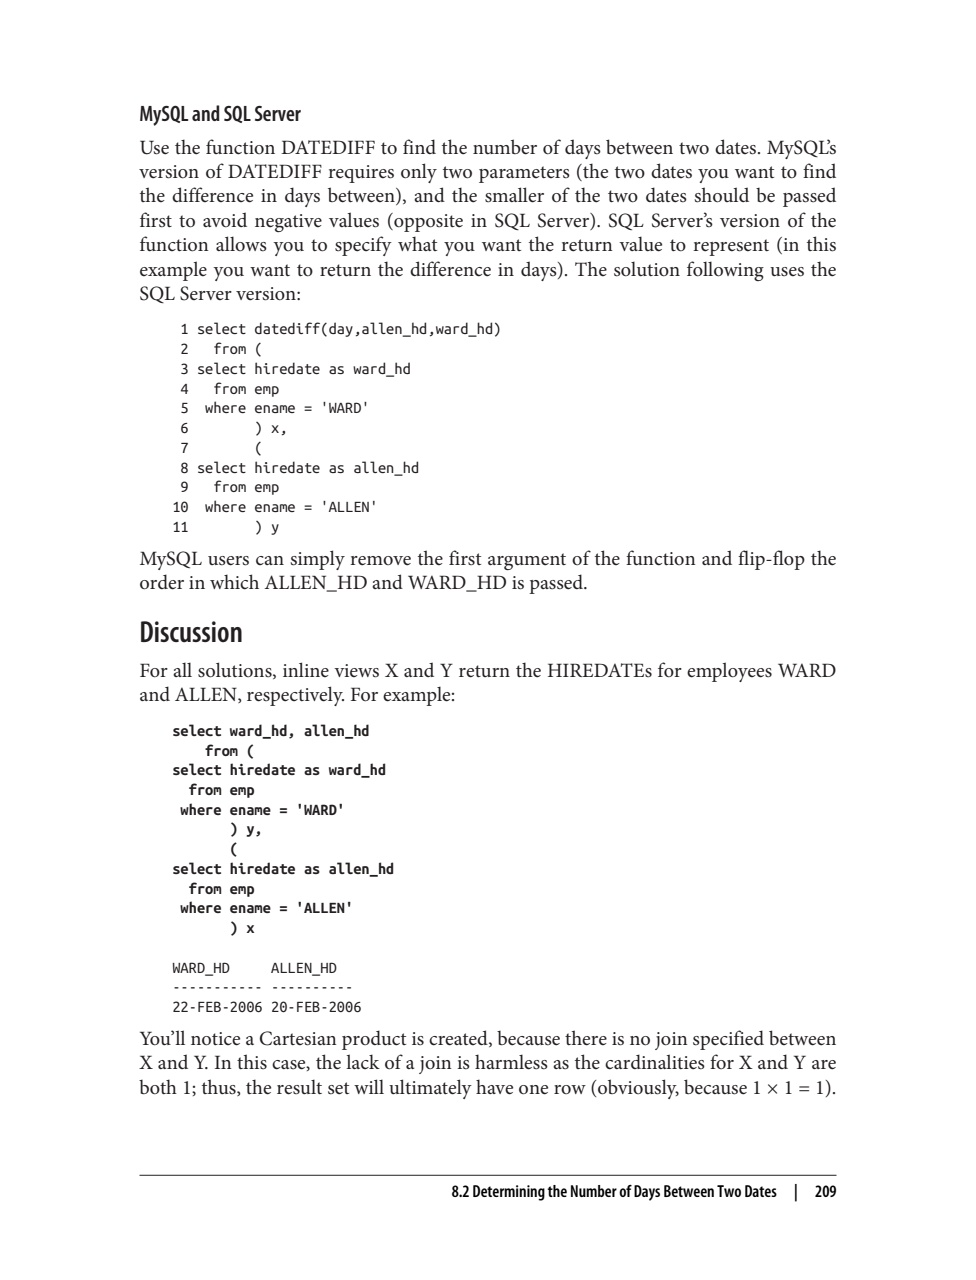 MySQL and SQL Server
Use the function DATEDIFF to find the number of days between two dates. MySQL’s
version of DATEDIFF requires only two parameters (the two dates you want to find
the difference in days between), and the smaller of the two dates should be passed
first to avoid negative values (opposite in SQL Server). SQL Server’s version of the
function allows you to specify what you want the return value to represent (in this
example you want to return the difference in days). The solution following uses the
SQL Server version:
 1 select datediff(day,allen_hd,ward_hd)
 2   from (
 3 select hiredate as ward_hd
 4   from emp
 5  where ename = 'WARD'
 6        ) x,
 7        (
 8 select hiredate as allen_hd
 9   from emp
10  where ename = 'ALLEN'
11        ) y
MySQL users can simply remove the first argument of the function and flip-flop the
order in which ALLEN_HD and WARD_HD is passed.
Discussion
For all solutions, inline views X and Y return the HIREDATEs for employees WARD
and ALLEN, respectively. For example:
select ward_hd, allen_hd
    from (
select hiredate as ward_hd
  from emp
 where ename = 'WARD'
       ) y,
       (
select hiredate as allen_hd
  from emp
 where ename = 'ALLEN'
       ) x
WARD_HD     ALLEN_HD
----------- ----------
22-FEB-2006 20-FEB-2006
You’ll notice a Cartesian product is created, because there is no join specified between
X and Y. In this case, the lack of a join is harmless as the cardinalities for X and Y are
both 1; thus, the result set will ultimately have one row (obviously, because 1 × 1 = 1).
8.2 Determining the Number of Days Between Two Dates | 209